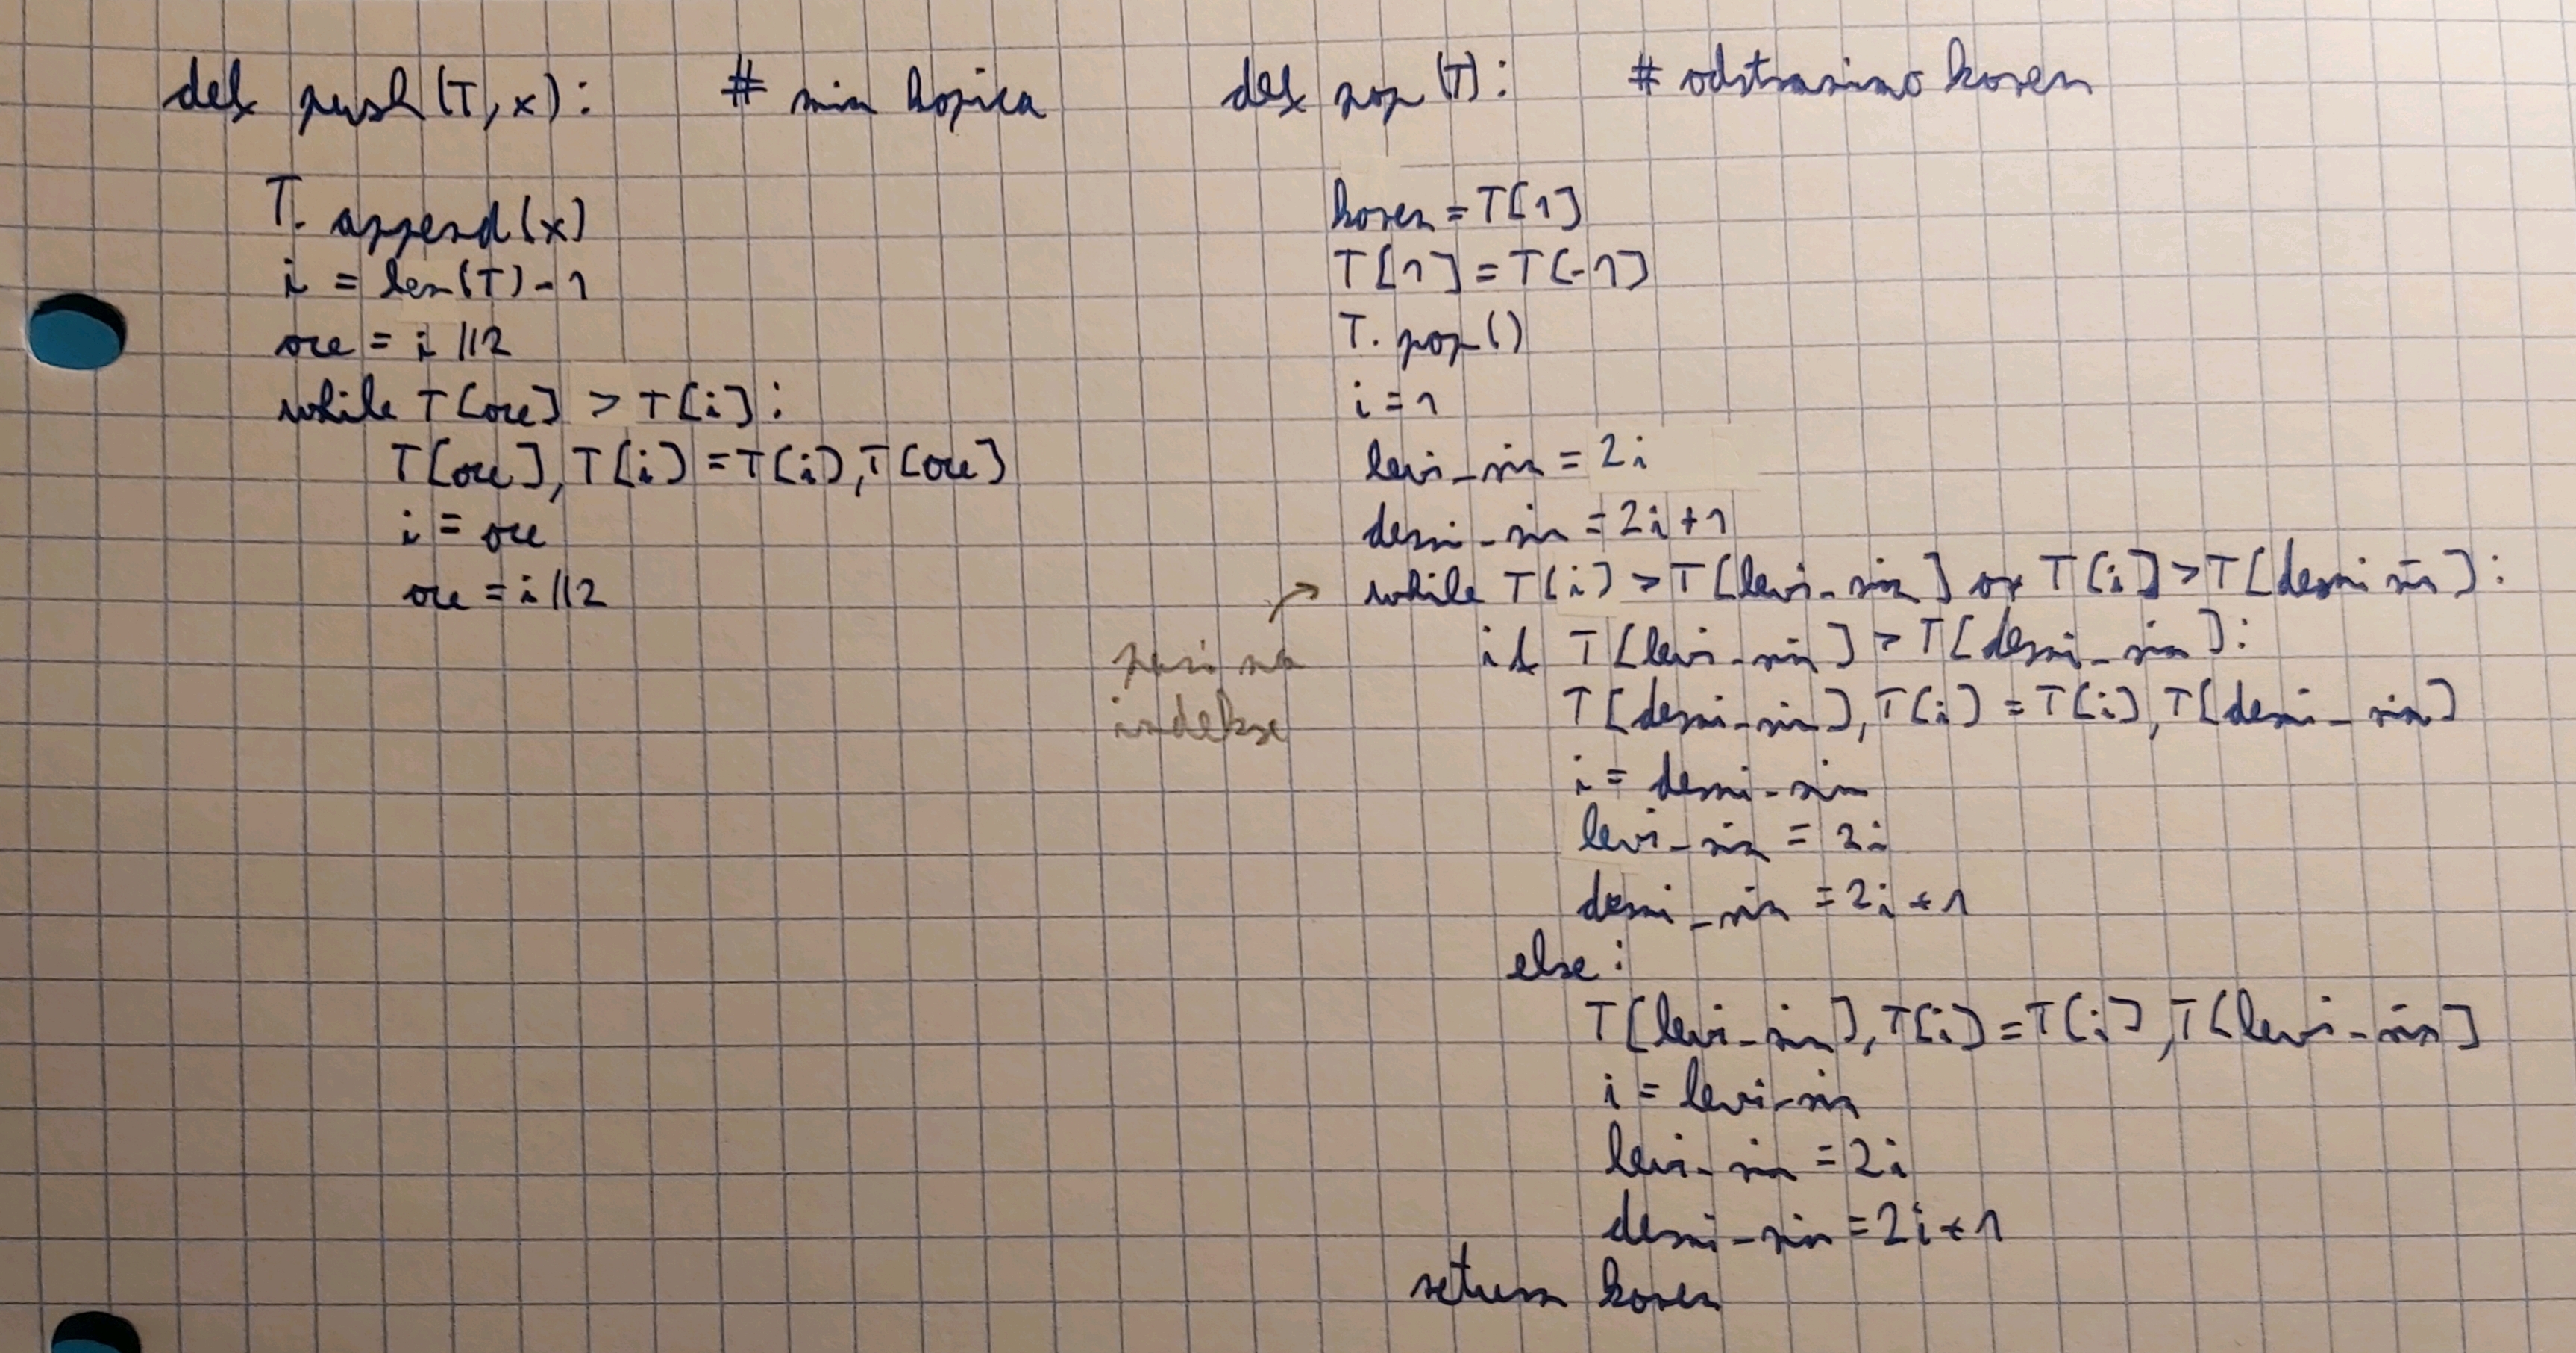 def push(T, x): # min kopica
T.append(x)
i = len(T)-1
oce = i//2
while T[oce] > T[i]:
T[oce], T[i] = T[i], T[oce]
i = oce
oce = i//2
def pop(T): # odstranimo koren
koren = T[1]
T[1] = T[-1]
T.pop()
i = 1
levi_sin = 2i
desni_sin = 2i+1
while T[i] > T[levi_sin] or T[i] > T[desni sin]:
pazi na
indekse
if T[levi_sin] > T[desni_sin]:
T[desni_sin], T[i] = T[i], T[desni_sin]
i = desni_sin
levi_sin = 2i
desni_sin = 2i+1
else:
T[levi_sin], T[i] = T[i], T[levi_sin]
i = levi_sin
levi_sin = 2i
desni_sin = 2i+1
return koren